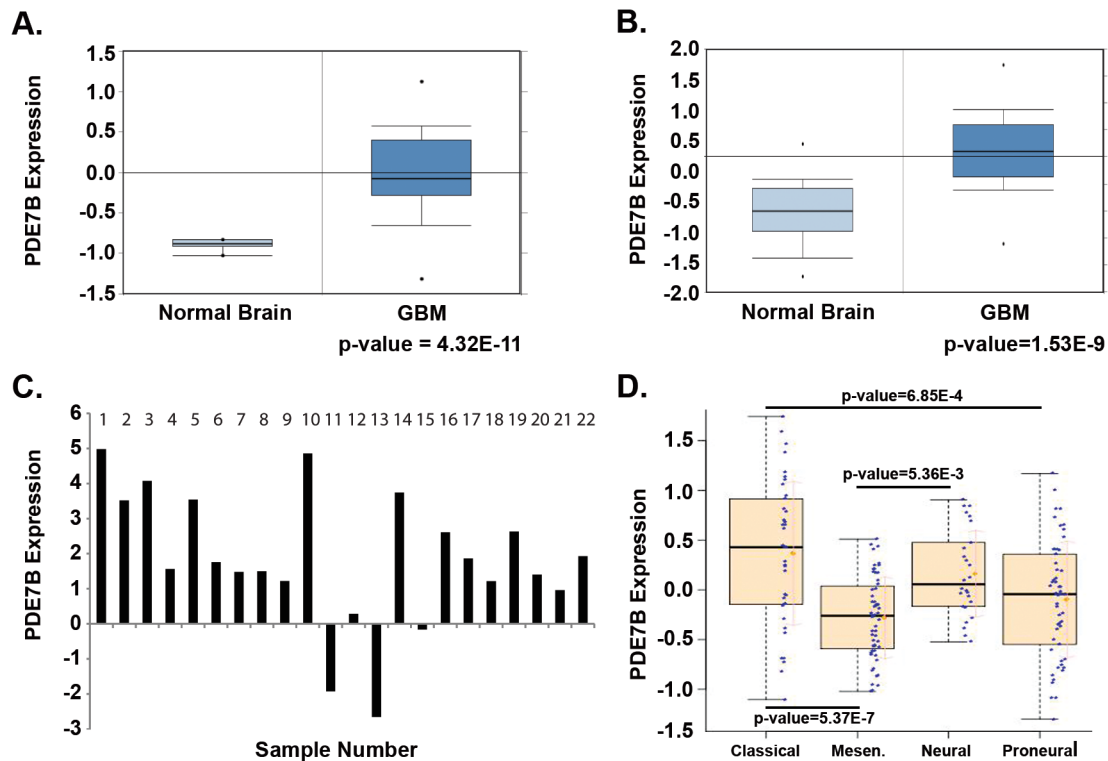 A.
PDE7B Expression
1.5
1.0
0.5
0.0
-0.5
-1.0
-1.5
Normal Brain GBM
p-value = 4.32E-11
B.
PDE7B Expression
2.0
1.5
1.0
0.5
0.0
-0.5
-1.0
-1.5
-2.0
Normal Brain GBM
p-value=1.53E-9
C.
PDE7B Expression
6
5
4
3
2
1
0
-1
-2
-3
1 2 3 4 5 6 7 8 9 10 11 12 13 14 15 16 17 18 19 20 21 22
Sample Number
D.
PDE7B Expression
1.5
1.0
0.5
0.0
-0.5
-1.0
-1.5
p-value=6.85E-4
p-value=5.36E-3
p-value=5.37E-7
Classical Mesen. Neural Proneural